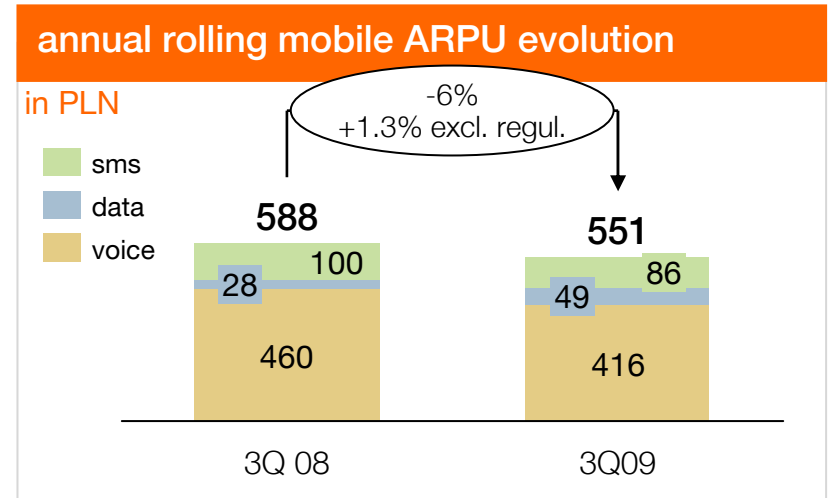 annual rolling mobile ARPU evolution
in PLN
-6%
+1.3% excl. regul.
sms
data
voice
588
100
28
460
551
86
49
416
3Q 08
3Q09